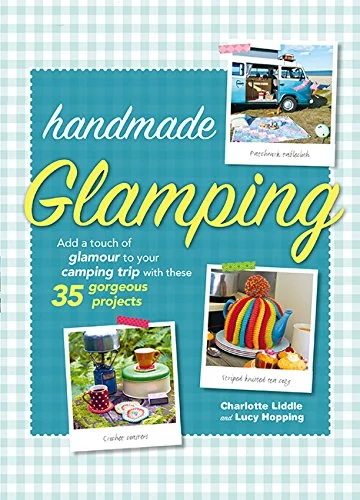 handmade
Patchwork tablecloth
Glamping
Add a touch of
glamour to your
camping trip with these
35 gorgeous
projects
Striped knitted tea cosy
Charlotte Liddle
and Lucy Hopping
Crochet coasters